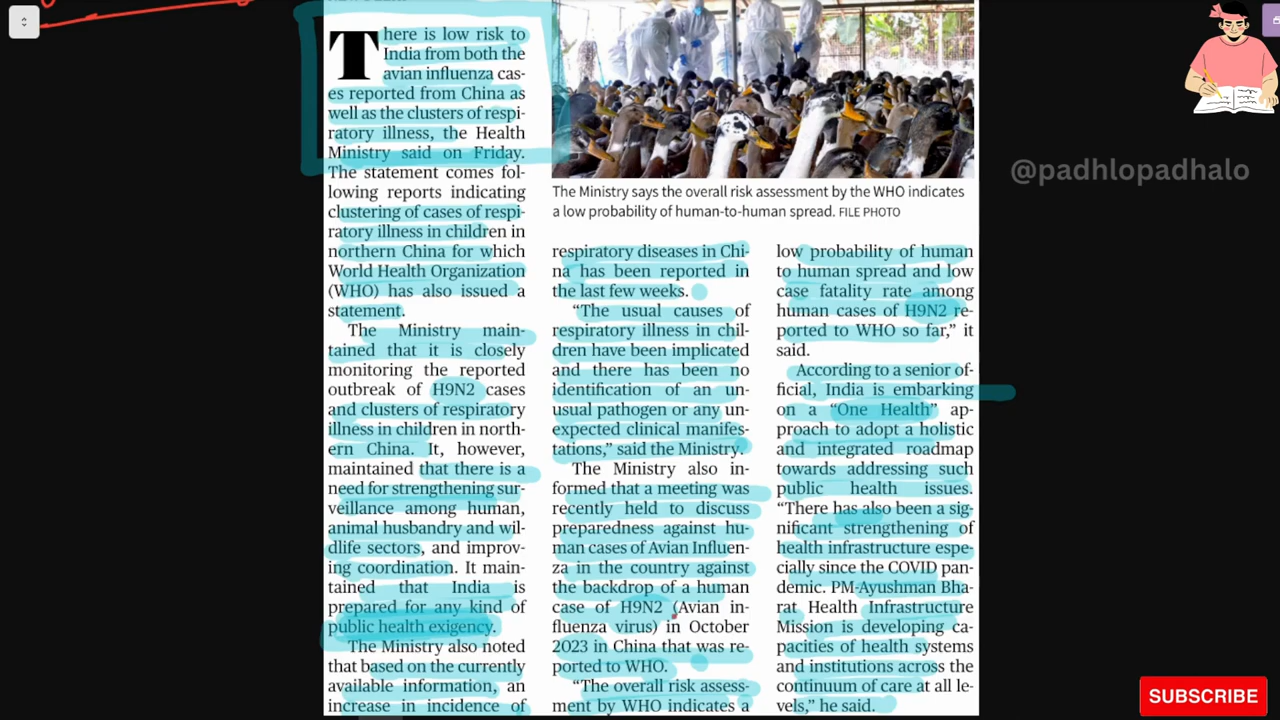 There is low risk to
India from both the
avian influenza cas-
es reported from China as
well as the clusters of respi-
ratory illness, the Health
Ministry said on Friday.
The statement comes fol-
lowing reports indicating
clustering of cases of respi-
ratory illness in children in
northern China for which
World Health Organization
(WHO) has also issued a
statement.
The Ministry main-
tained that it is closely
monitoring the reported
outbreak of H9N2 cases
and clusters of respiratory
illness in children in north-
ern China. It, however,
maintained that there is a
need for strengthening sur-
veillance among human,
animal husbandry and wil-
dlife sectors, and improv-
ing coordination. It main-
tained that India is
prepared for any kind of
public health exigency.
The Ministry also noted
that based on the currently
available information, an
increase in incidence of
The Ministry says the overall risk assessment by the WHO indicates
a low probability of human-to-human spread. FILE PHOTO
respiratory diseases in Chi-
na has been reported in
the last few weeks.
“The usual causes of
respiratory illness in chil-
dren have been implicated
and there has been no
identification of an un-
usual pathogen or any un-
expected clinical manifes-
tations,” said the Ministry.
The Ministry also in-
formed that a meeting was
recently held to discuss
preparedness against hu-
man cases of Avian Influen-
za in the country against
the backdrop of a human
case of H9N2 (Avian in-
fluenza virus) in October
2023 in China that was re-
ported to WHO.
“The overall risk assess-
ment by WHO indicates a
low probability of human
to human spread and low
case fatality rate among
human cases of H9N2 re-
ported to WHO so far,” it
said.
According to a senior of-
ficial, India is embarking
on a “One Health” ap-
proach to adopt a holistic
and integrated roadmap
towards addressing such
public health issues.
“There has also been a sig-
nificant strengthening of
health infrastructure espe-
cially since the COVID pan-
demic. PM-Ayushman Bha-
rat Health Infrastructure
Mission is developing ca-
pacities of health systems
and institutions across the
continuum of care at all le-
vels,” he said.
@padhlopadhalo
SUBSCRIBE